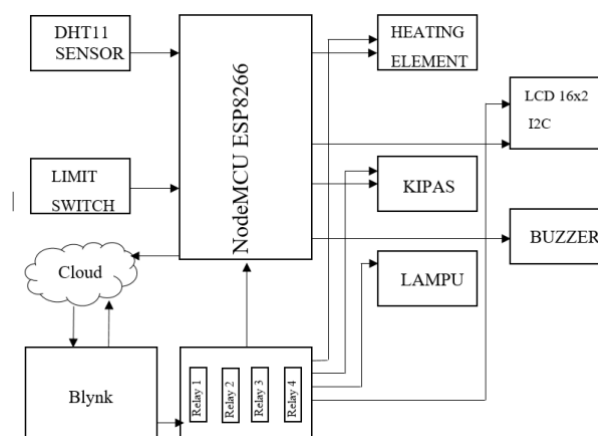 DHT11
SENSOR
NodeMCU ESP8266
HEATING
ELEMENT
LCD 16x2
I2C
LIMIT
SWITCH
KIPAS
BUZZER
Cloud
LAMPU
Blynk
Relay 1
Relay 2
Relay 3
Relay 4